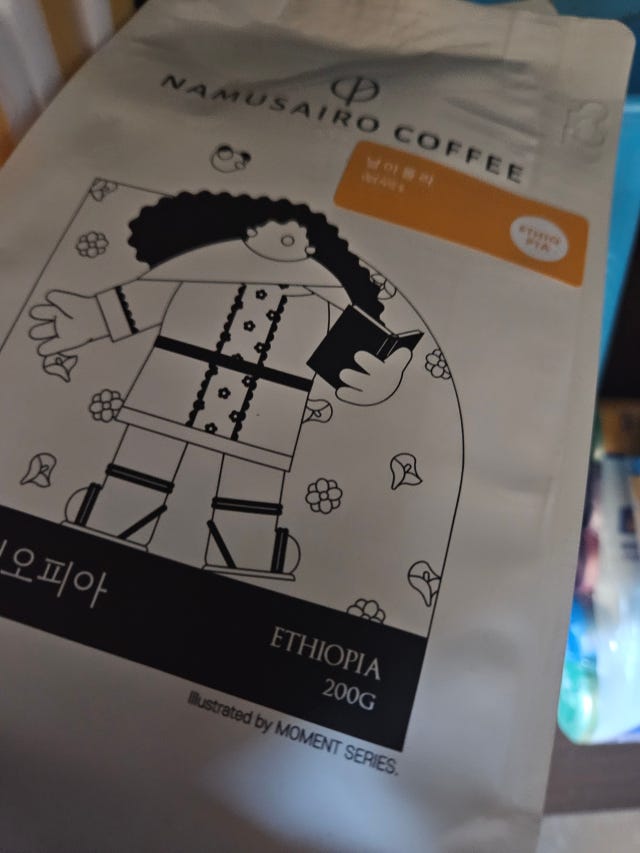 NAMUSAIRO COFFEE
ETHIO
PIA
오피아
ETHIOPIA
200G
Illustrated by MOMENT SERIES.